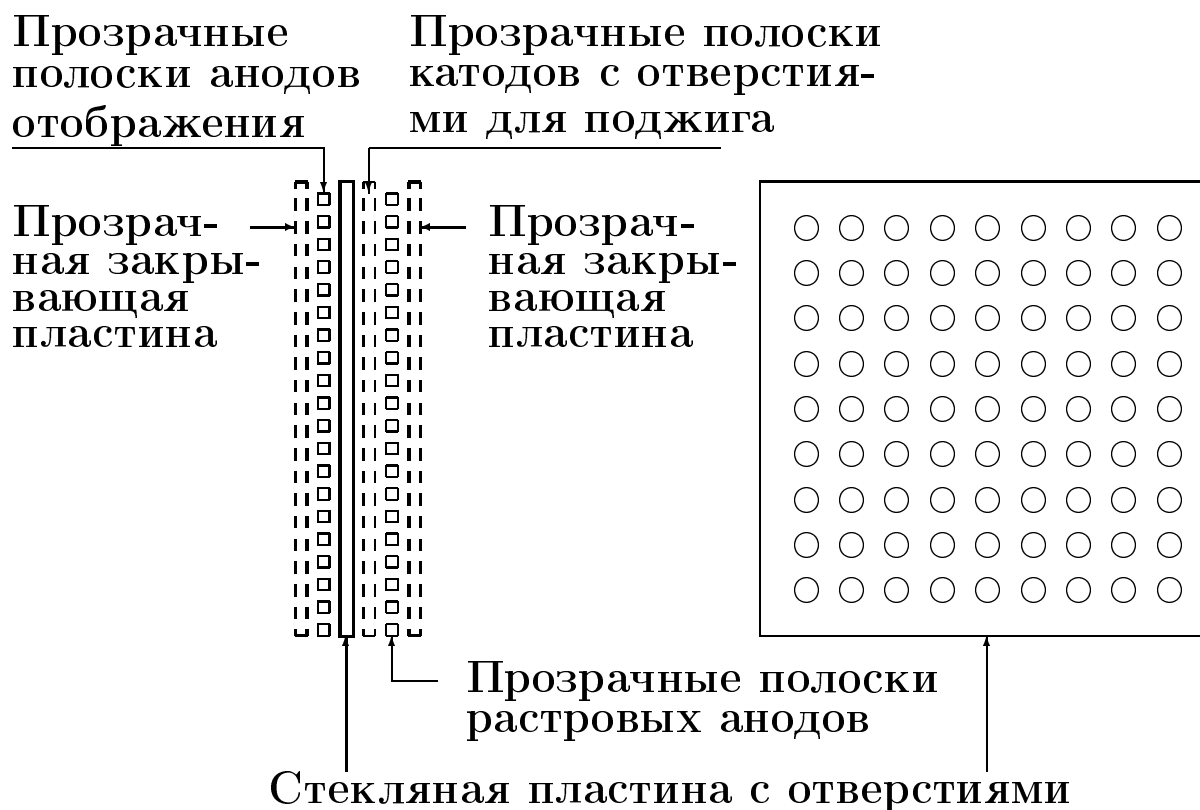 Прозрачные
полоски анодов
отображения
Прозрачные полоски
катодов с отверстия-
ми для поджига
Прозрач-
ная закры-
вающая
пластина
Прозрач-
ная закры-
вающая
пластина
Прозрачные полоски
растровых анодов
Стекляная пластина с отверстиями